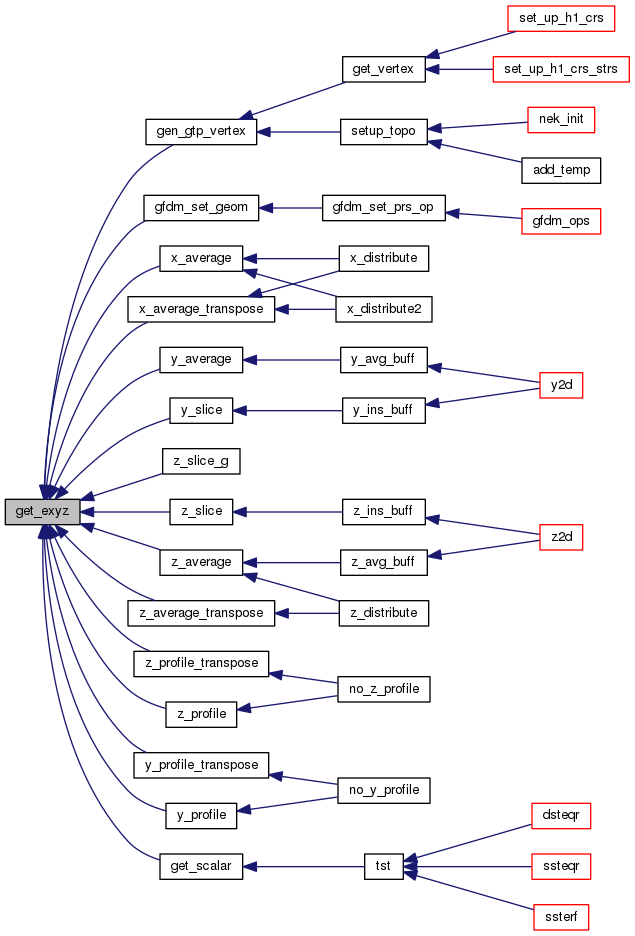 set_up_h1_crs
get_vertex
set_up_h1_crs_strs
nek_init
gen_gtp_vertex
setup_topo
add_temp
gfdm_set_geom
gfdm_set_prs_op
gfdm_ops
x_average
x_distribute
x_average_transpose
x_distribute2
y_average
y_avg_buff
y2d
y_slice
y_ins_buff
z_slice_g
get_exyz
z_slice
z_ins_buff
z2d
z_average
z_avg_buff
z_average_transpose
z_distribute
z_profile_transpose
no_z_profile
z_profile
y_profile_transpose
no_y_profile
y_profile
dsteqr
get_scalar
tst
ssteqr
ssterf